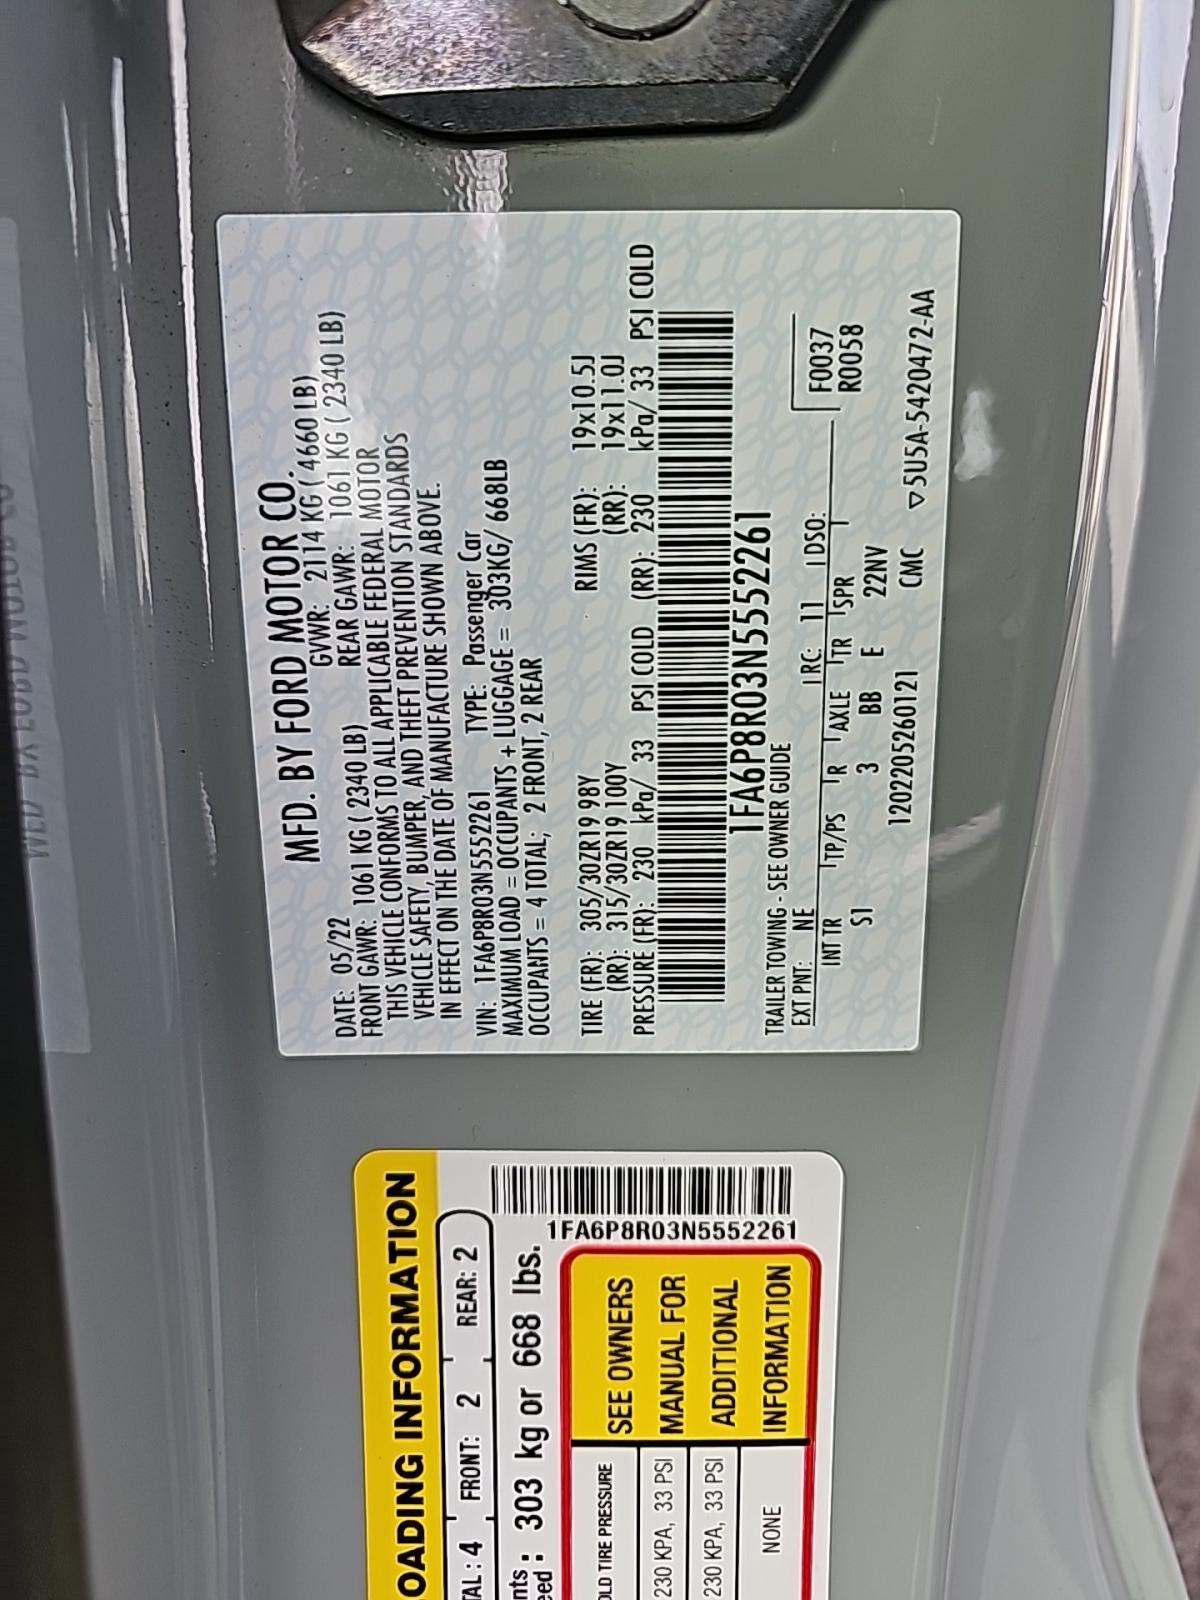 MFD. BY FORD MOTOR CO.
DATE: 05/22 GVWR: 2114 KG ( 4660 LB)
FRONT GAWR: 1061 KG ( 2340 LB) REAR GAWR: 1061 KG ( 2340 LB)
THIS VEHICLE CONFORMS TO ALL APPLICABLE FEDERAL MOTOR
VEHICLE SAFETY, BUMPER, AND THEFT PREVENTION STANDARDS
IN EFFECT ON THE DATE OF MANUFACTURE SHOWN ABOVE.
VIN: 1FA6P8R03N5552261 TYPE: Passenger Car
MAXIMUM LOAD = OCCUPANTS + LUGGAGE = 303KG/ 668LB
OCCUPANTS = 4 TOTAL; 2 FRONT, 2 REAR
TIRE (FR): 305/30ZR19 98Y RIMS (FR): 19x10.5J
(RR): 315/30ZR19 100Y (RR): 19x11.0J
PRESSURE (FR): 230 kPa/ 33 PSI COLD (RR): 230 kPa/ 33 PSI COLD
1FA6P8R03N5552261
TRAILER TOWING - SEE OWNER GUIDE
EXT PNT: NE RC: 11 DSO: F0037
INT TR TP/PS R AXLE TR SPR R0058
S1 3 BB E 22NV
120220526012​1 CMC ▽5U5A-5420472-AA
OADING INFORMATION
TAL : 4 FRONT: 2 REAR: 2
nts
eed : 303 kg or 668 lbs.
1FA6P8R03N5552261
OLD TIRE PRESSURE
230 KPA, 33 PSI
230 KPA, 33 PSI
NONE
SEE OWNERS
MANUAL FOR
ADDITIONAL
INFORMATION